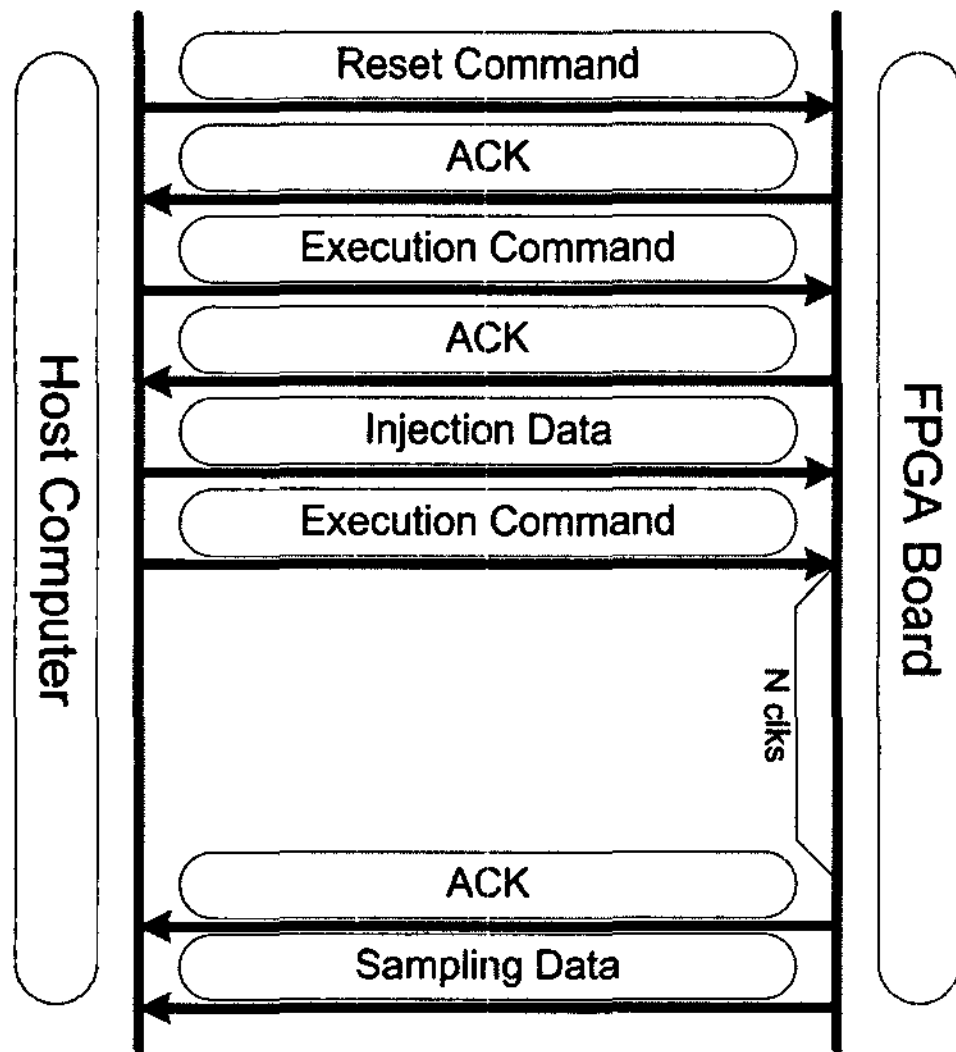 Reset Command
ACK
Execution Command
ACK
Injection Data
Execution Command
N clks
ACK
Sampling Data
Host Computer
FPGA Board